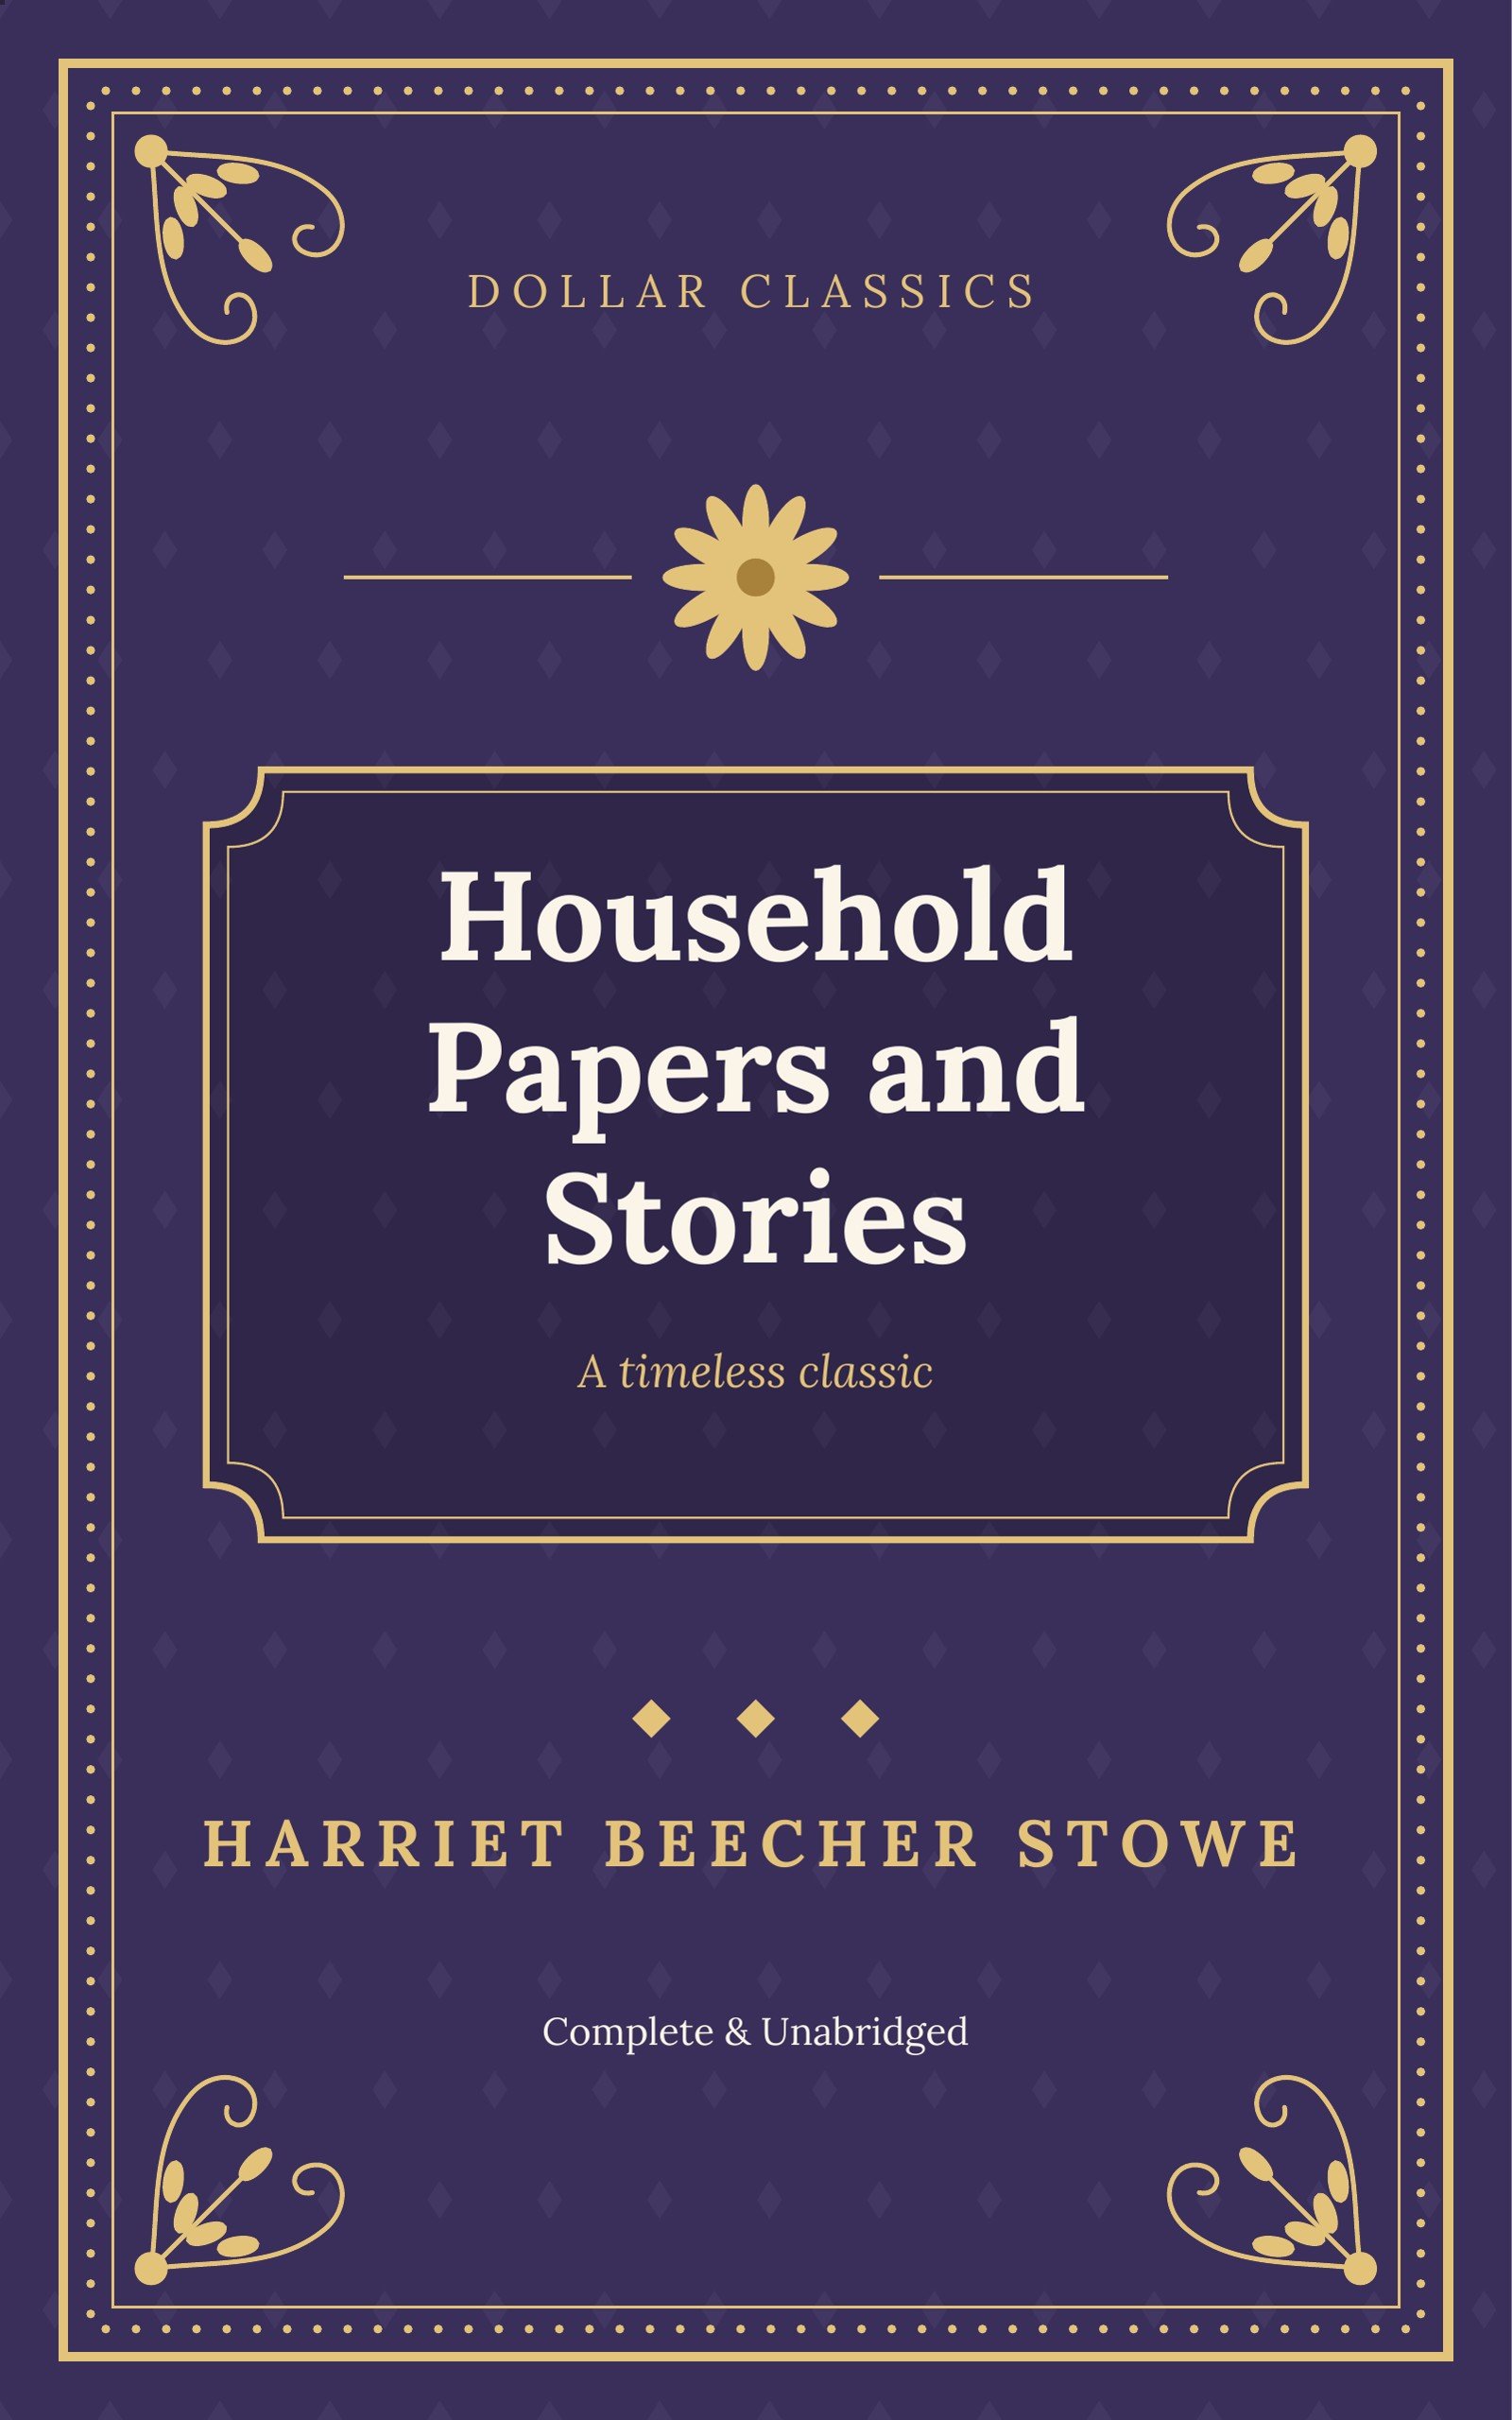 DOLLAR CLASSICS
Household
Papers and
Stories
A timeless classic
HARRIET BEECHER STOWE
Complete & Unabridged